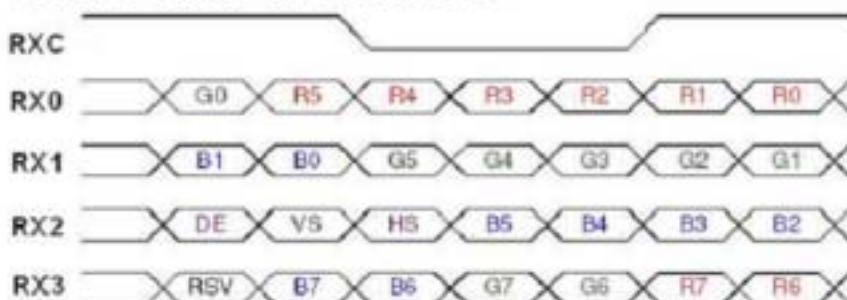 RXC
RX0 G0 R5 R4 R3 R2 R1 R0
RX1 B1 B0 G5 G4 G3 G2 G1
RX2 DE VS HS B5 B4 B3 B2
RX3 RSV B7 B6 G7 G6 R7 R6